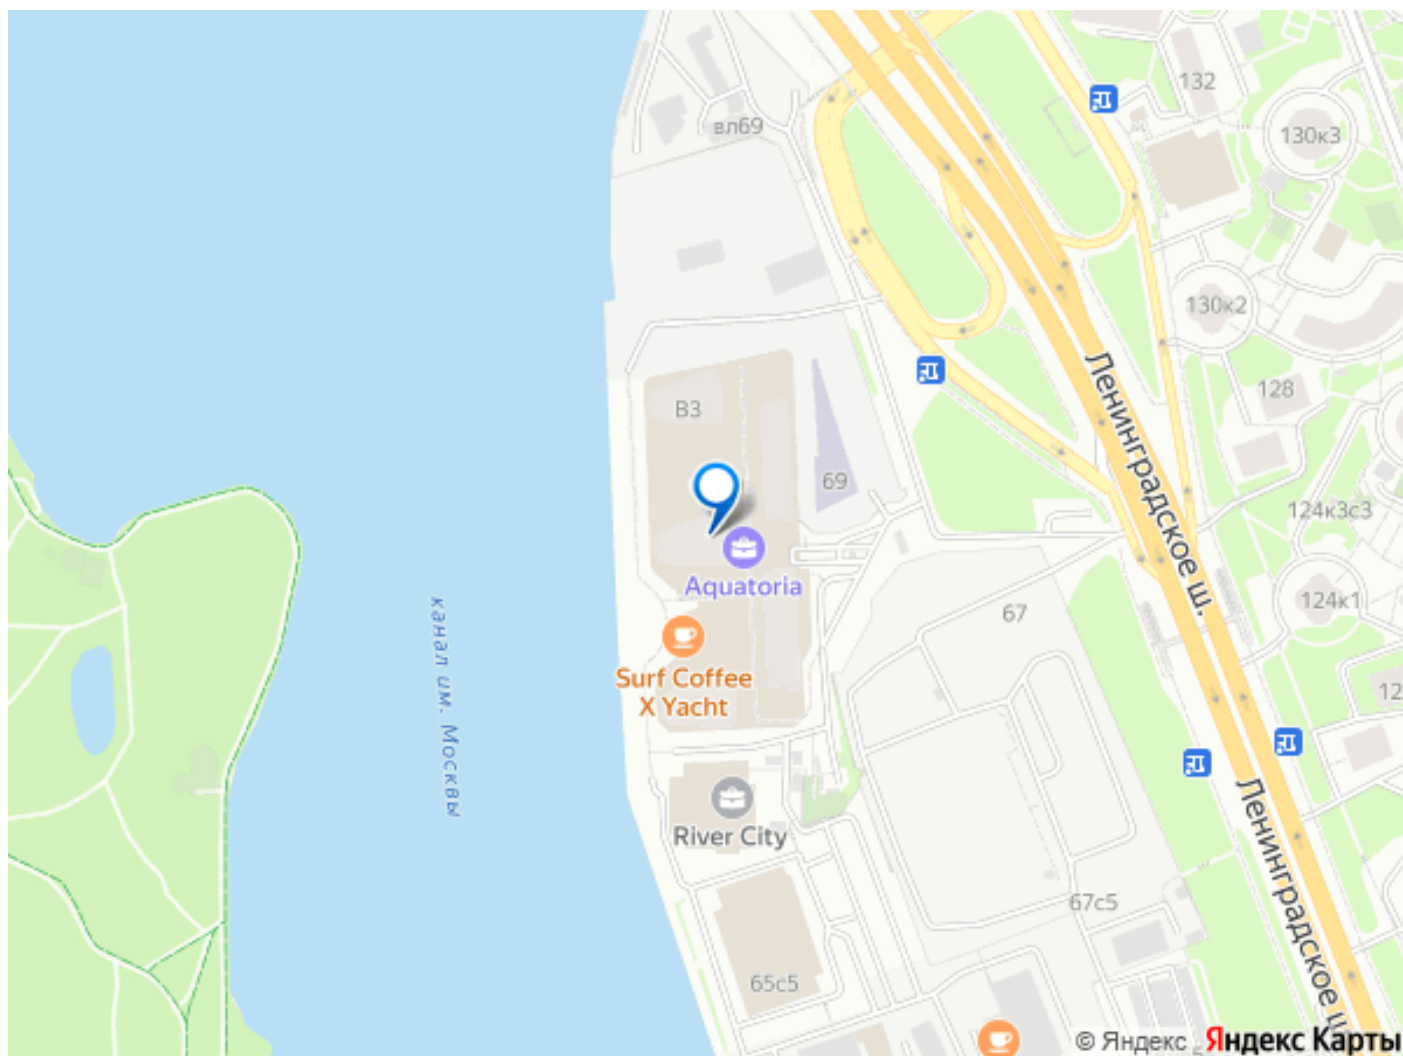 132
вл69
130к3
130к2
Ленинградское ш.
128
В3
69
124к3с3
Aquatoria
124к1
67
канал им. Москвы
Surf Coffee
X Yacht
12
River City
Ленинградское ш
67с5
65с5
© Яндекс Яндекс Карты